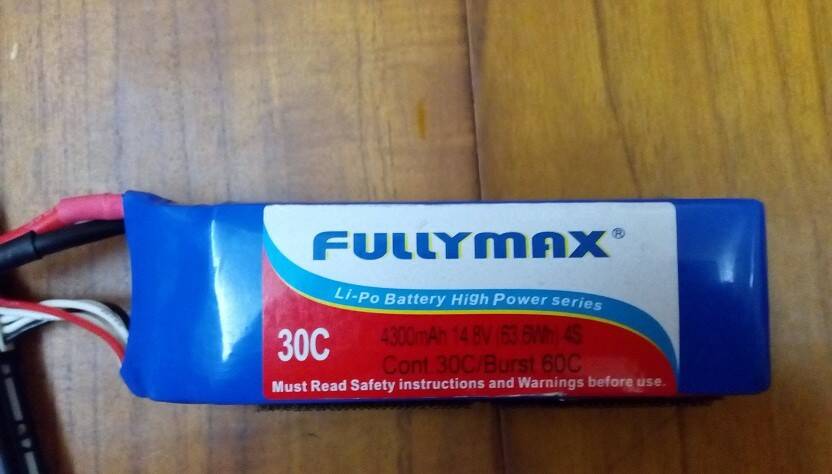 FULLYMAX®
Li-Po Battery High Power series
30C
4300mAh 14.8V (63.6Wh) 4S
Cont.30C/Burst 60C
Must Read Safety instructions and Warnings before use.